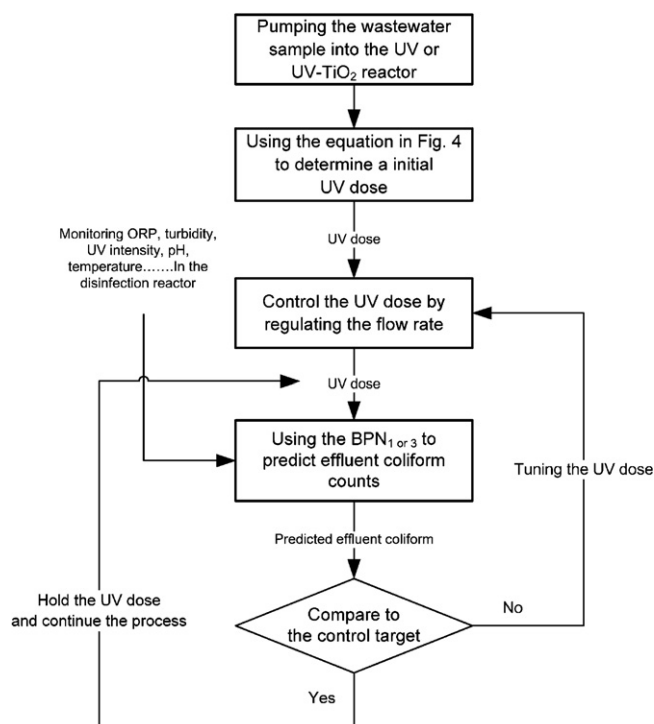 Pumping the wastewater
sample into the UV or
UV-TiO₂ reactor
Using the equation in Fig. 4
to determine a initial
UV dose
Monitoring ORP, turbidity,
UV intensity, pH,
temperature.......In the
disinfection reactor
UV dose
Control the UV dose by
regulating the flow rate
UV dose
Using the BPN₁ ₒᵣ ₃ to
predict effluent coliform
counts
Tuning the UV dose
Predicted effluent coliform
Hold the UV dose
and continue the process
Compare to
the control target
No
Yes